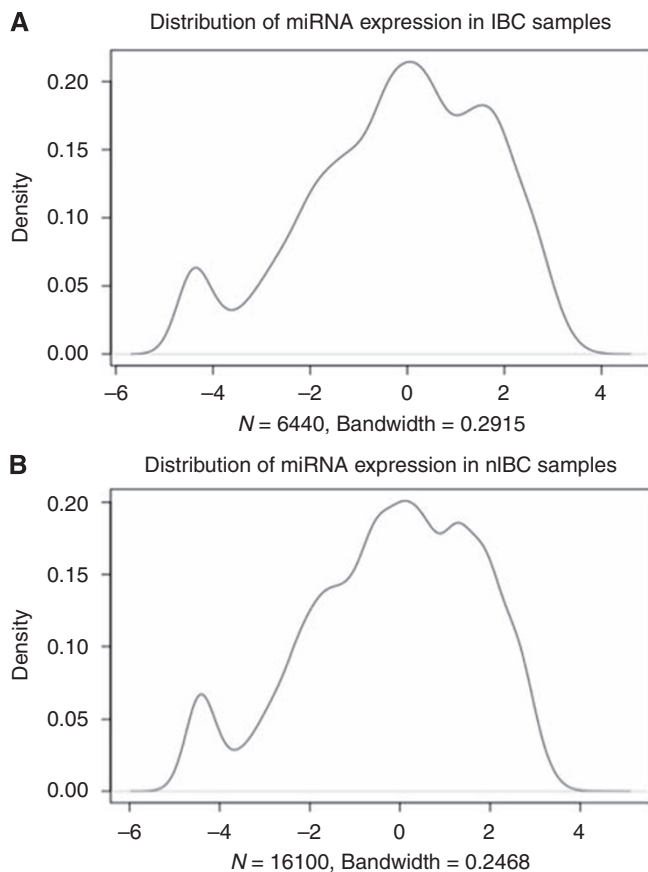 A
Distribution of miRNA expression in IBC samples
Density
0.20
0.15
0.10
0.05
0.00
–6 –4 –2 0 2 4
N = 6440, Bandwidth = 0.2915
B
Distribution of miRNA expression in nIBC samples
Density
0.20
0.15
0.10
0.05
0.00
–6 –4 –2 0 2 4
N = 16100, Bandwidth = 0.2468